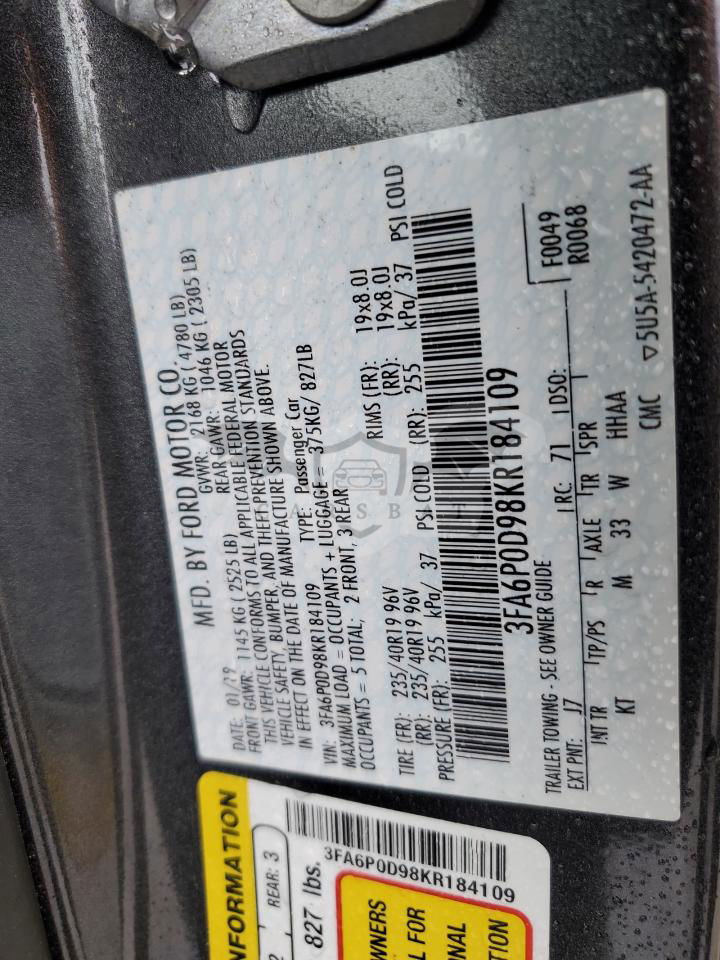 MFD. BY FORD MOTOR CO.
DATE: 01/19 GVWR: 2168 KG ( 4780 LB)
FRONT GAWR: 1145 KG ( 2525 LB) REAR GAWR: 1046 KG ( 2305 LB)
THIS VEHICLE CONFORMS TO ALL APPLICABLE FEDERAL MOTOR
VEHICLE SAFETY, BUMPER, AND THEFT PREVENTION STANDARDS
IN EFFECT ON THE DATE OF MANUFACTURE SHOWN ABOVE.
VIN: 3FA6P0D98KR184109 TYPE: Passenger Car
MAXIMUM LOAD = OCCUPANTS + LUGGAGE = 375KG/ 827LB
OCCUPANTS = 5 TOTAL; 2 FRONT, 3 REAR
TIRE (FR): 235/40R19 96V RIMS (FR): 19x8.0J
(RR): 235/40R19 96V (RR): 19x8.0J
PRESSURE (FR): 255 kPa/ 37 PSI COLD (RR): 255 kPa/ 37 PSI COLD
3FA6P0D98KR184109
TRAILER TOWING - SEE OWNER GUIDE
F0049
R0068
EXT PNT: J7 RC: 71 DSO:
INT TR TP/PS R AXLE TR SPR
KT M 33 W HHAA
CMC ▽5U5A-5420472-AA
NFORMATION
2 REAR: 3
827 lbs.
3FA6P0D98KR184109